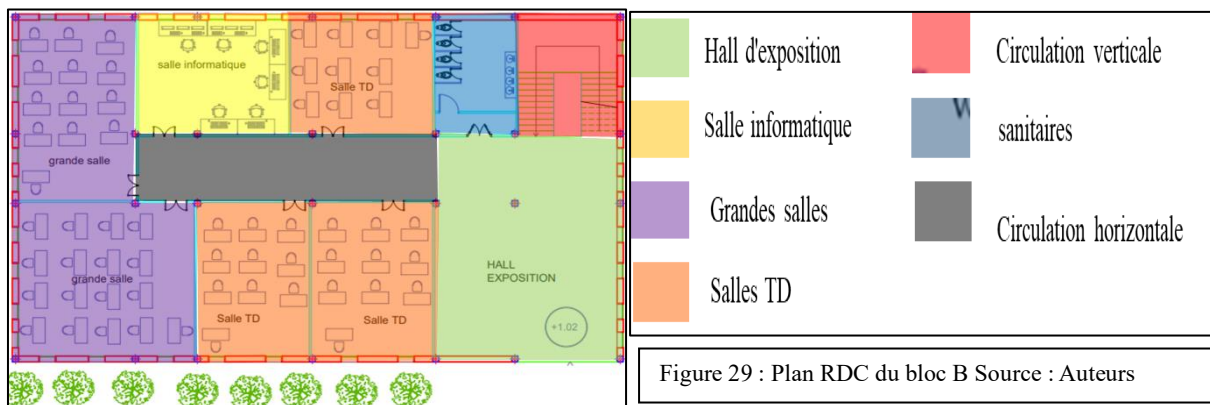 salle informatique
Salle TD
grande salle
grande salle
Salle TD
Salle TD
HALL
EXPOSITION
+1.02
Hall d'exposition
Salle informatique
Grandes salles
Salles TD
Circulation verticale
sanitaires
Circulation horizontale
Figure 29 : Plan RDC du bloc B Source : Auteurs